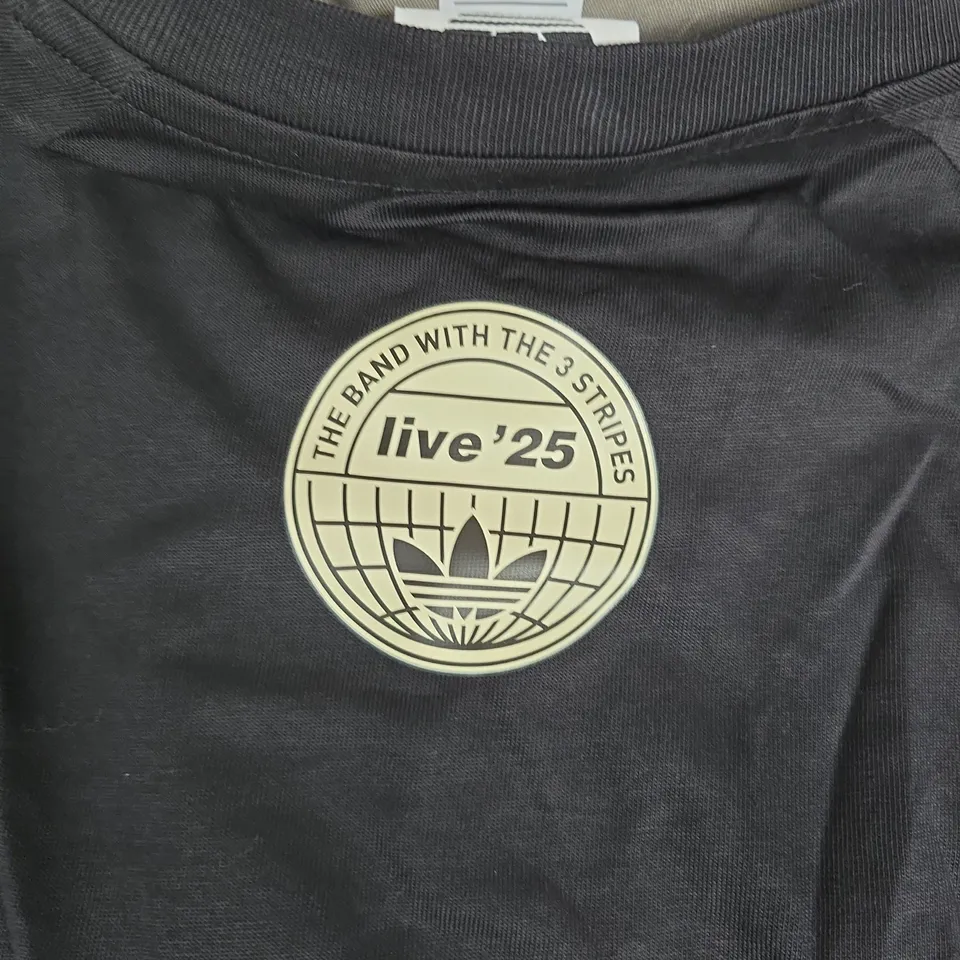 THE BAND WITH THE 3 STRIPES
live '25